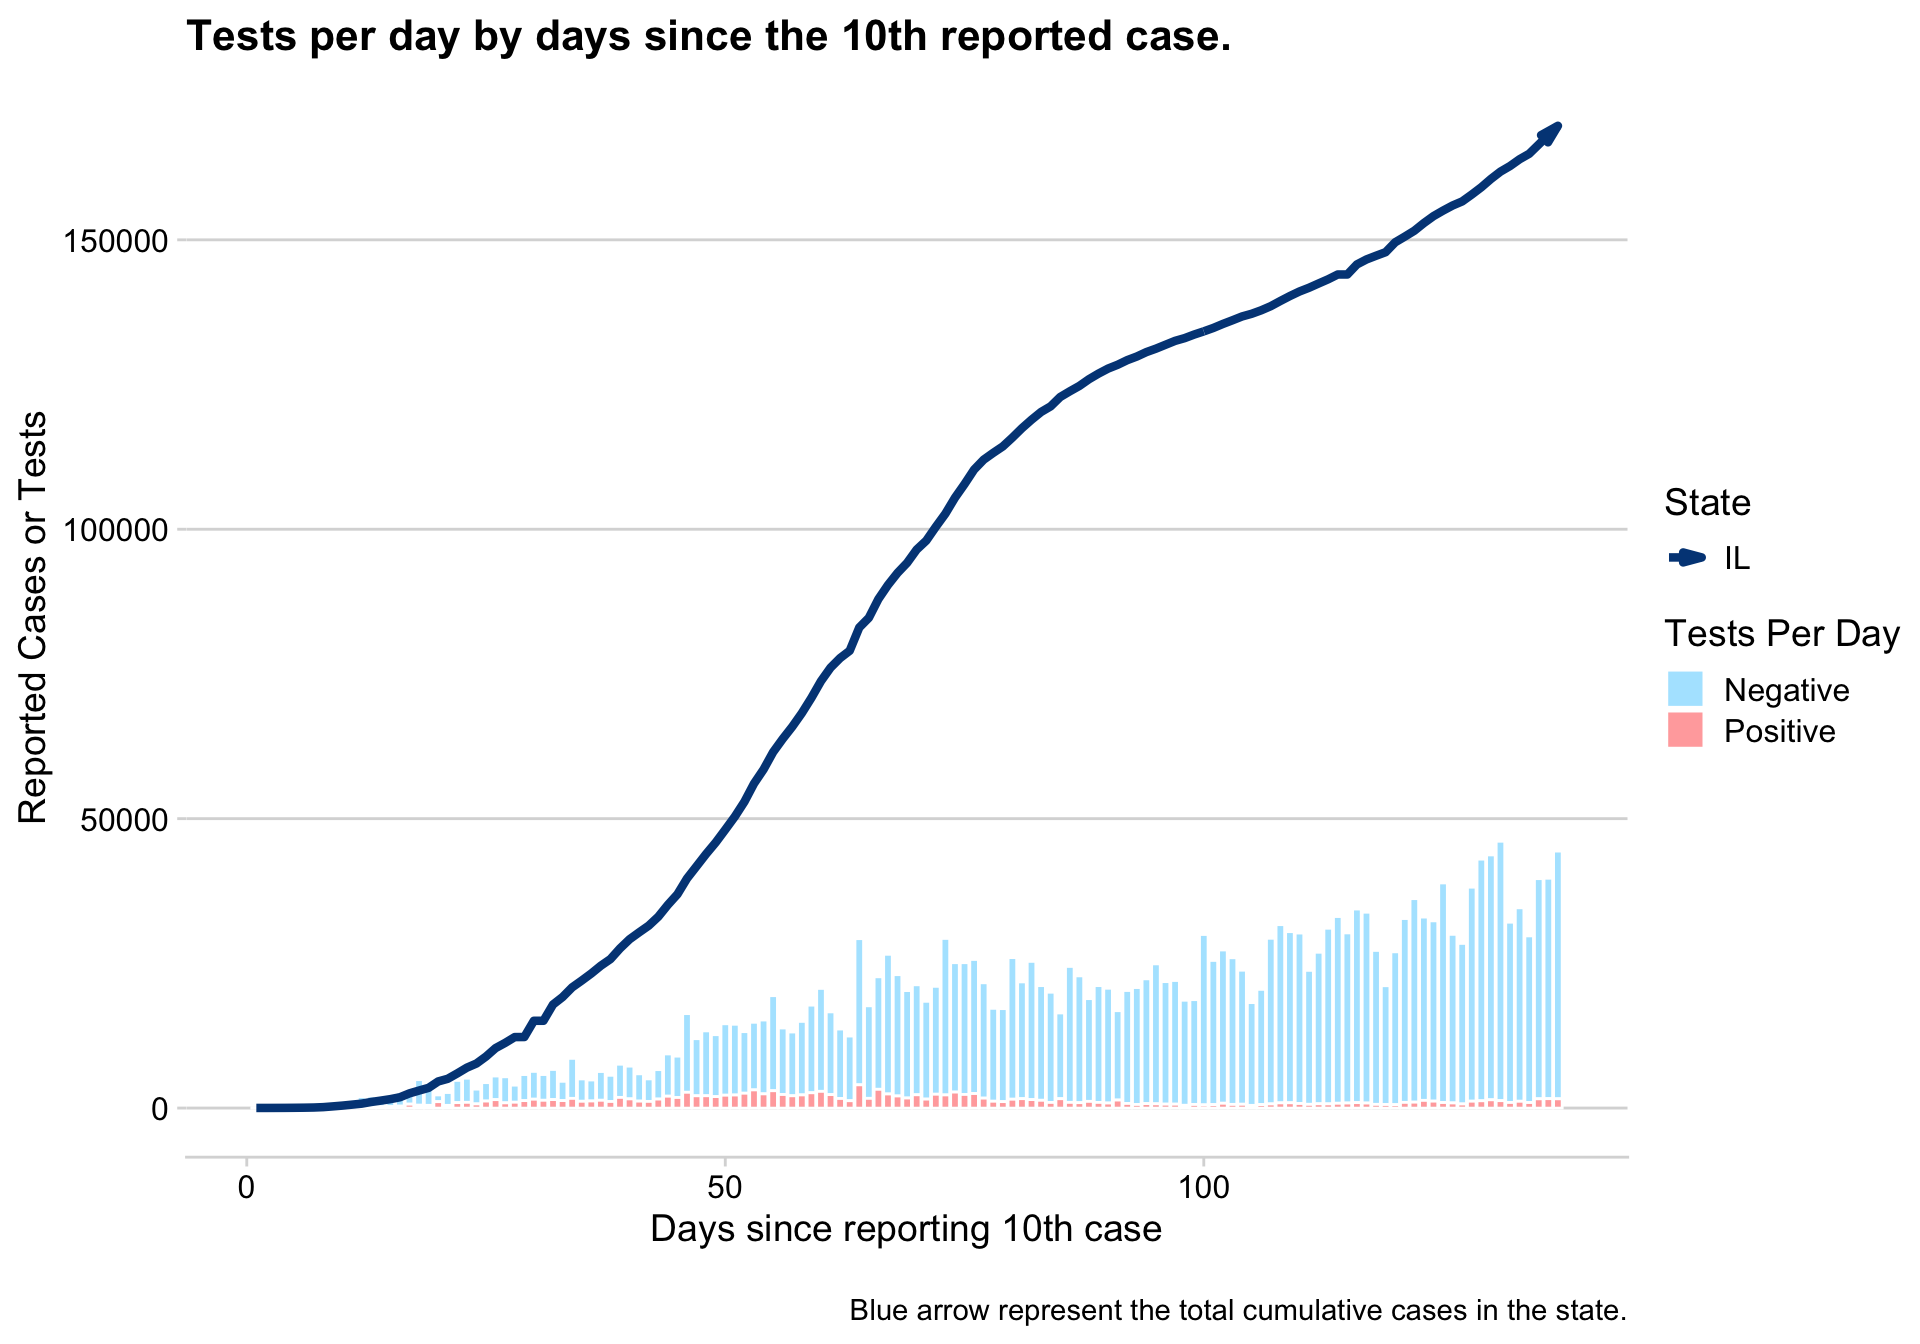 Tests per day by days since the 10th reported case.
150000
100000
50000
0
Reported Cases or Tests
0
50
100
Days since reporting 10th case
State
IL
Tests Per Day
Negative
Positive
Blue arrow represent the total cumulative cases in the state.